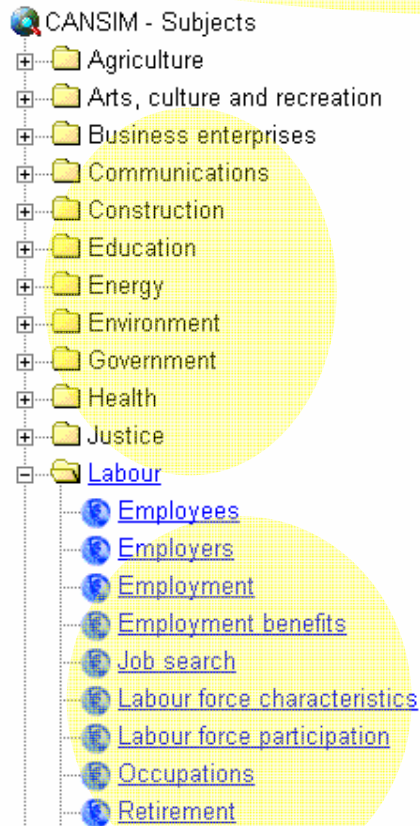 CANSIM - Subjects
Agriculture
Arts, culture and recreation
Business enterprises
Communications
Construction
Education
Energy
Environment
Government
Health
Justice
Labour
Employees
Employers
Employment
Employment benefits
Job search
Labour force characteristics
Labour force participation
Occupations
Retirement